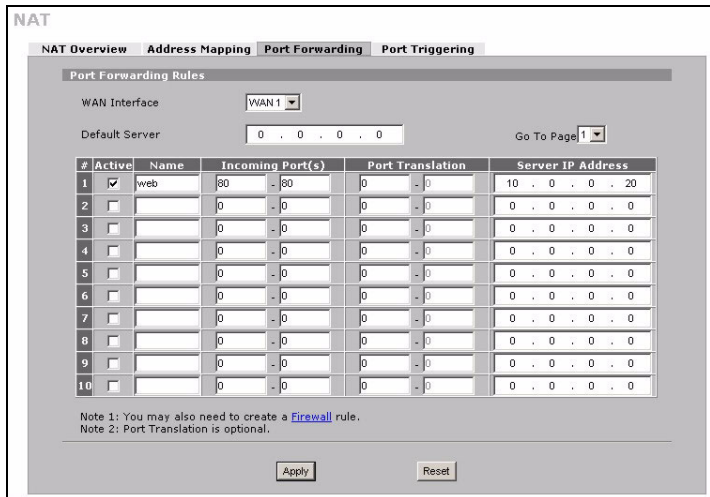 NAT
NAT Overview Address Mapping Port Forwarding Port Triggering
Port Forwarding Rules
WAN Interface WAN 1
Default Server 0 . 0 . 0 . 0 Go To Page 1
# Active Name Incoming Port(s) Port Translation Server IP Address
1 web 80 - 80 0 - 0 10 . 0 . 0 . 20
2 0 - 0 0 - 0 0 . 0 . 0 . 0
3 0 - 0 0 - 0 0 . 0 . 0 . 0
4 0 - 0 0 - 0 0 . 0 . 0 . 0
5 0 - 0 0 - 0 0 . 0 . 0 . 0
6 0 - 0 0 - 0 0 . 0 . 0 . 0
7 0 - 0 0 - 0 0 . 0 . 0 . 0
8 0 - 0 0 - 0 0 . 0 . 0 . 0
9 0 - 0 0 - 0 0 . 0 . 0 . 0
10 0 - 0 0 - 0 0 . 0 . 0 . 0
Note 1: You may also need to create a Firewall rule.
Note 2: Port Translation is optional.
Apply Reset